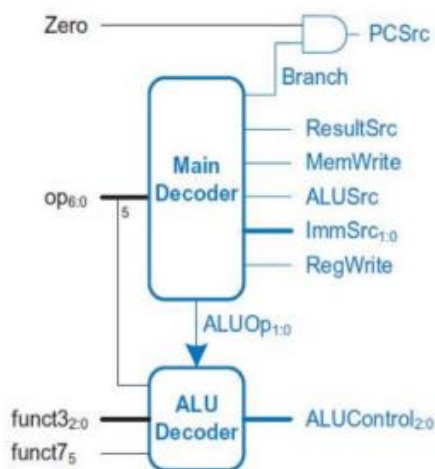 Zero
PCSrc
Branch
ResultSrc
Main
Decoder
MemWrite
op6:0
5
ALUSrc
ImmSrc1:0
RegWrite
ALUOp1:0
funct32:0
ALU
Decoder
ALUControl2:0
funct75